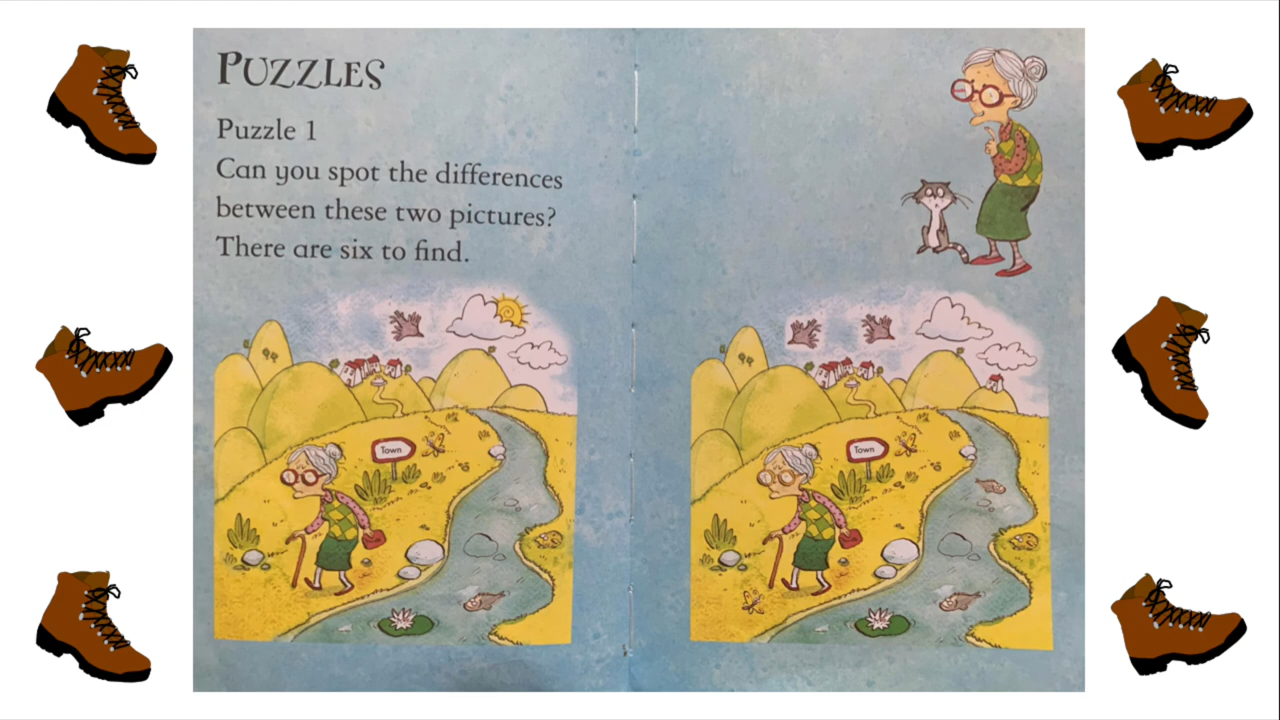 PUZZLES
Puzzle 1
Can you spot the differences
between these two pictures?
There are six to find.
Town
Town